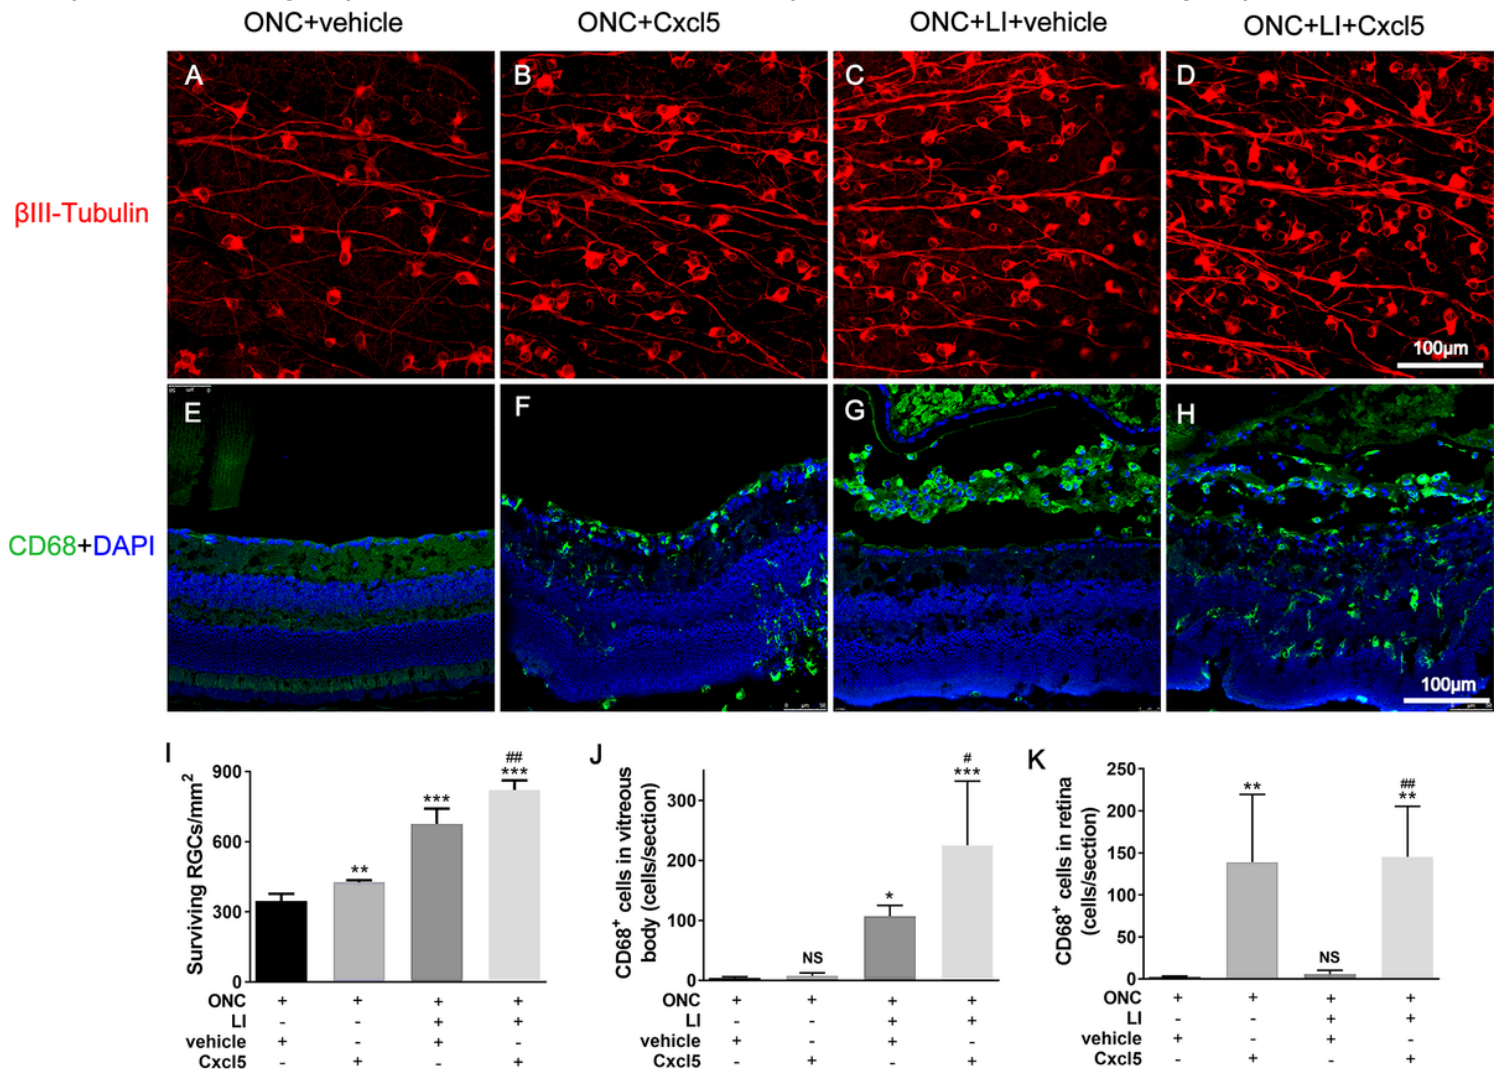 ONC+vehicle ONC+Cxcl5 ONC+LI+vehicle ONC+LI+Cxcl5
A B C D
βIII-Tubulin
100μm
E F G H
CD68+DAPI
100μm
I
Surviving RGCs/mm²
900
600
300
0
**
***
##
***
ONC + + + +
LI - - + +
vehicle + - + -
Cxcl5 - + - +
J
CD68⁺ cells in vitreous
body (cells/section)
300
200
100
0
NS
*
#
***
ONC + + + +
LI - - + +
vehicle + - + -
Cxcl5 - + - +
K
CD68⁺ cells in retina
(cells/section)
250
200
150
100
50
0
**
NS
##
**
ONC + + + +
LI - - + +
vehicle + - + -
Cxcl5 - + - +